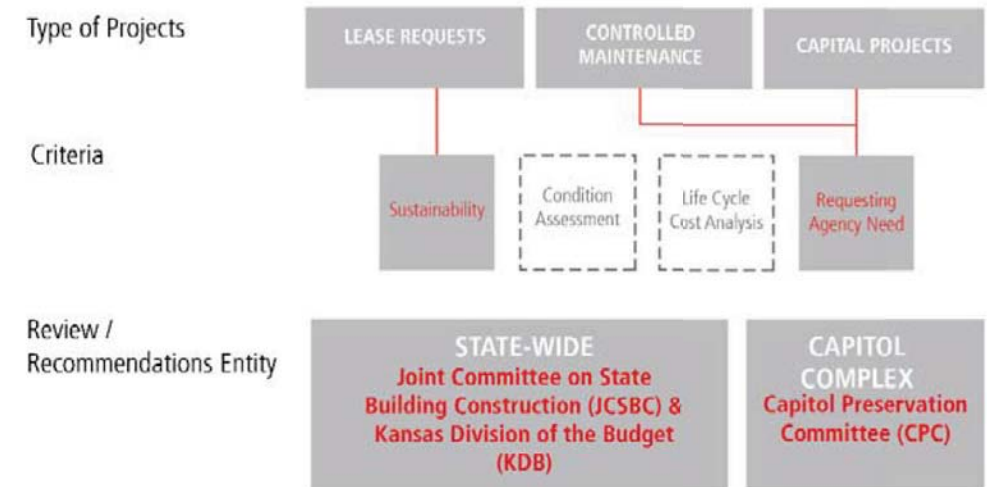 Type of Projects
LEASE REQUESTS
CONTROLLED
MAINTENANCE
CAPITAL PROJECTS
Criteria
Sustainability
Condition
Assessment
Life Cycle
Cost Analysis
Requesting
Agency Need
Review /
Recommendations Entity
STATE-WIDE
Joint Committee on State
Building Construction (JCSBC) &
Kansas Division of the Budget
(KDB)
CAPITOL
COMPLEX
Capitol Preservation
Committee (CPC)